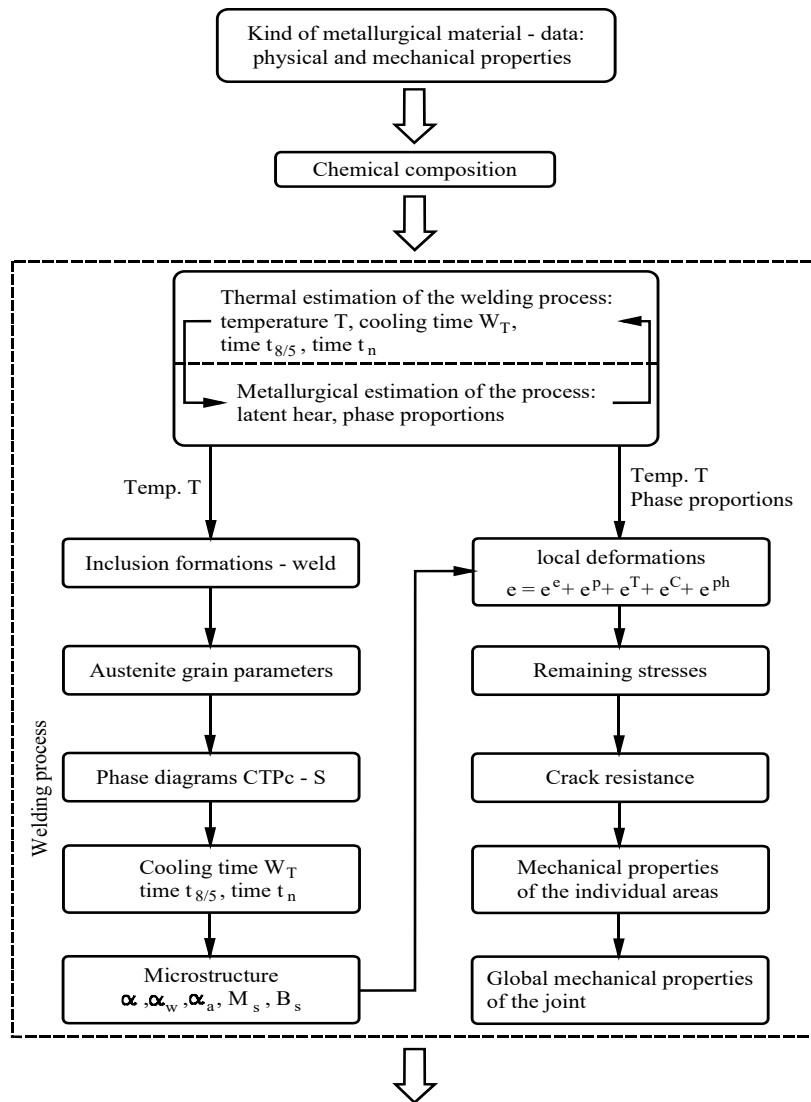 Kind of metallurgical material - data:
physical and mechanical properties
Chemical composition
Thermal estimation of the welding process:
temperature T, cooling time W_T,
time t_8/5, time t_n
Metallurgical estimation of the process:
latent hear, phase proportions
Temp. T
Temp. T
Phase proportions
Inclusion formations - weld
Austenite grain parameters
Phase diagrams CTPc - S
Cooling time W_T
time t_8/5, time t_n
Microstructure
α ,α_w ,α_a, M_s , B_s
local deformations
e = e^e + e^p + e^T + e^C + e^ph
Remaining stresses
Crack resistance
Mechanical properties
of the individual areas
Global mechanical properties
of the joint
Welding process